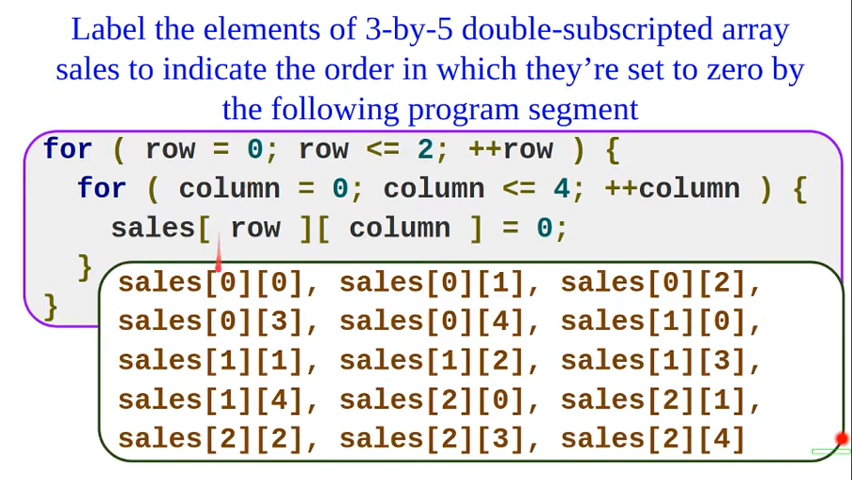 Label the elements of 3-by-5 double-subscripted array
sales to indicate the order in which they’re set to zero by
the following program segment
for ( row = 0; row <= 2; ++row ) {
for ( column = 0; column <= 4; ++column ) {
sales[ row ][ column ] = 0;
}
}
sales[0][0], sales[0][1], sales[0][2],
sales[0][3], sales[0][4], sales[1][0],
sales[1][1], sales[1][2], sales[1][3],
sales[1][4], sales[2][0], sales[2][1],
sales[2][2], sales[2][3], sales[2][4]